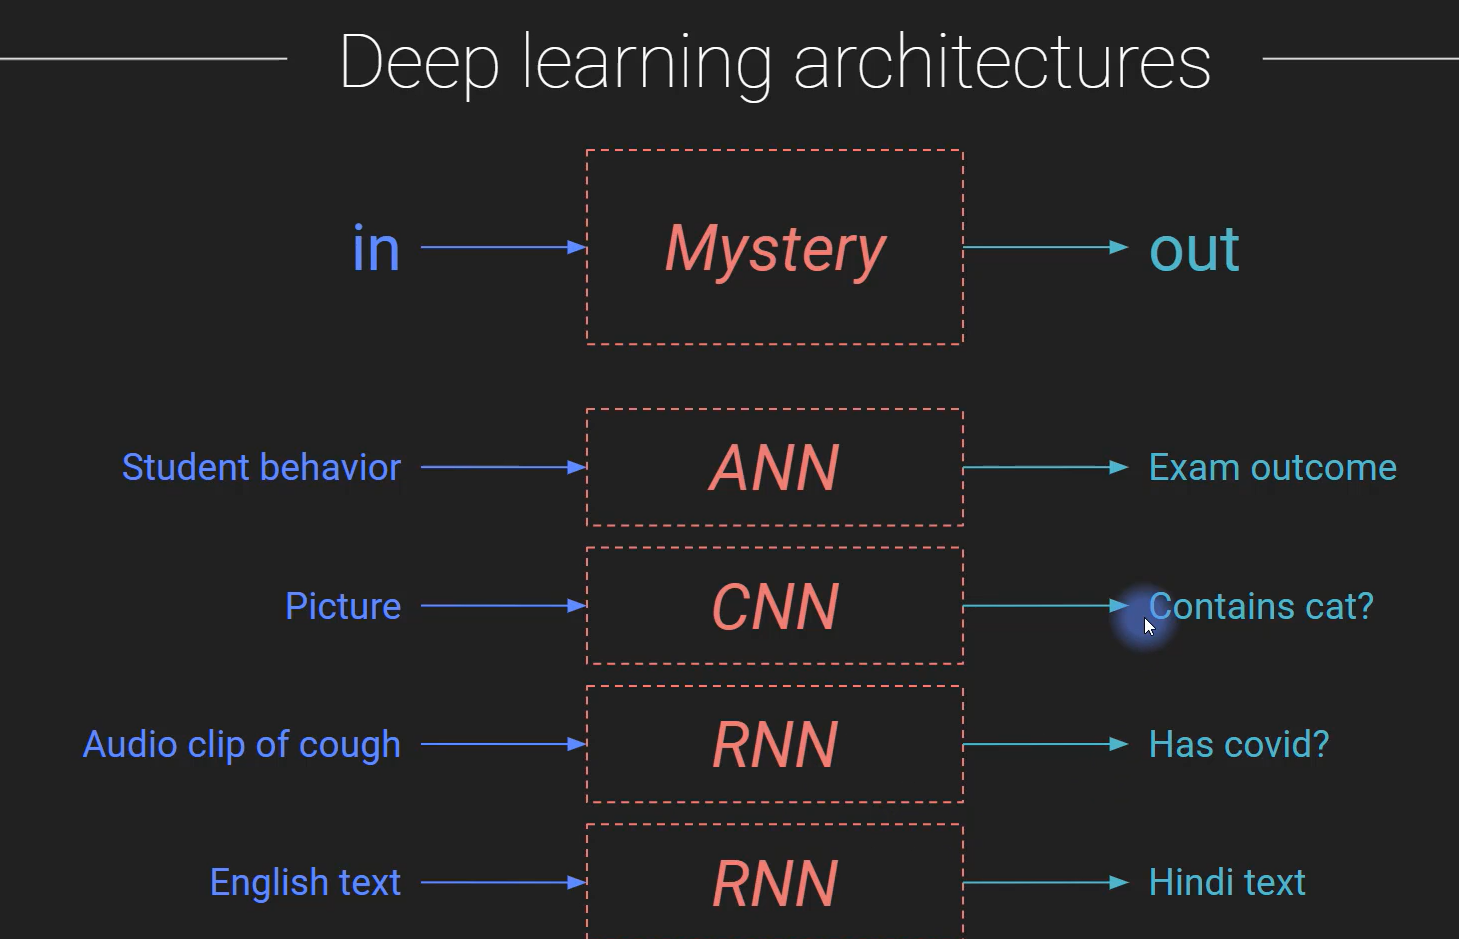 Deep learning architectures
in Mystery out
Student behavior ANN Exam outcome
Picture CNN Contains cat?
Audio clip of cough RNN Has covid?
English text RNN Hindi text